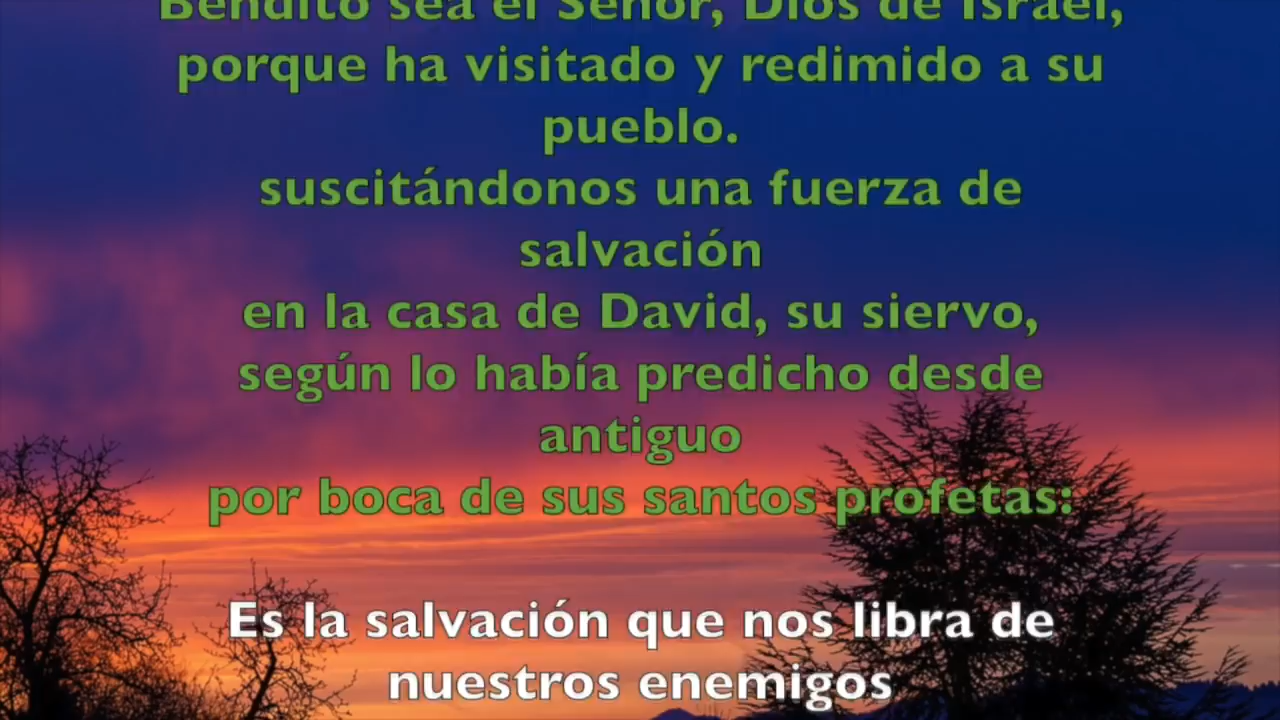 Bendito sea el Señor, Dios de Israel,
porque ha visitado y redimido a su
pueblo.
suscitándonos una fuerza de
salvación
en la casa de David, su siervo,
según lo había predicho desde
antiguo
por boca de sus santos profetas:
Es la salvación que nos libra de
nuestros enemigos